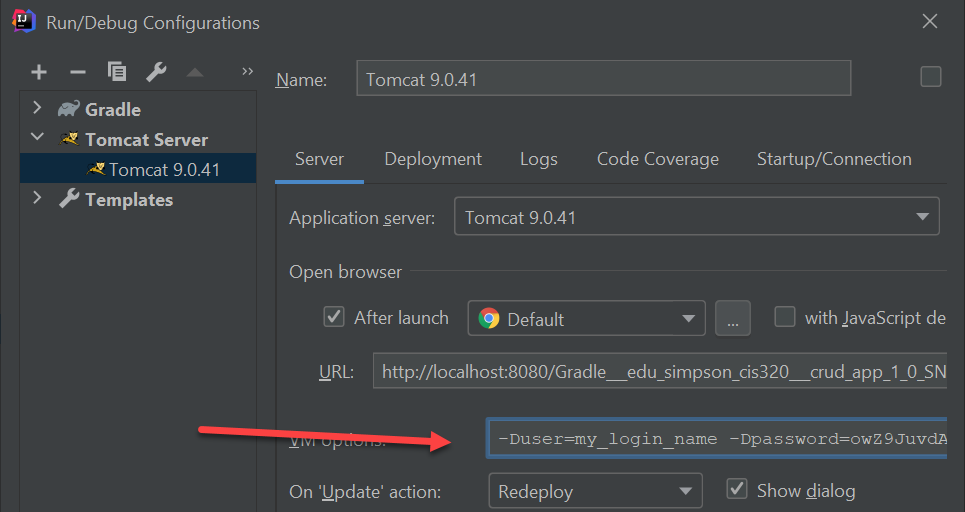 Run/Debug Configurations
Name: Tomcat 9.0.41
Gradle
Tomcat Server
Tomcat 9.0.41
Templates
Server Deployment Logs Code Coverage Startup/Connection
Application server: Tomcat 9.0.41
Open browser
After launch Default ... with JavaScript de
URL: http://localhost:8080/Gradle___edu_simpson_cis320___crud_app_1_0_SN
VM Options: -Duser=my_login_name -Dpassword=owZ9JuvdA
On 'Update' action: Redeploy Show dialog